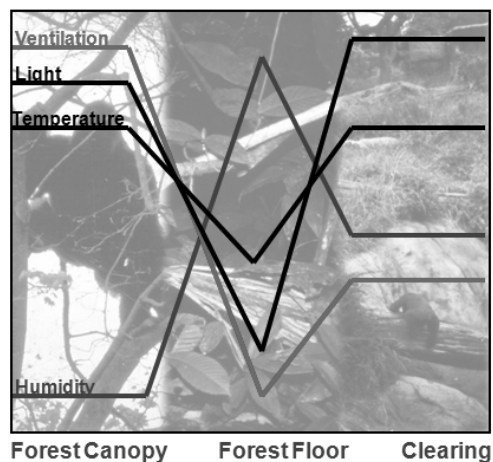 Ventilation
Light
Temperature
Humidity
Forest Canopy Forest Floor Clearing